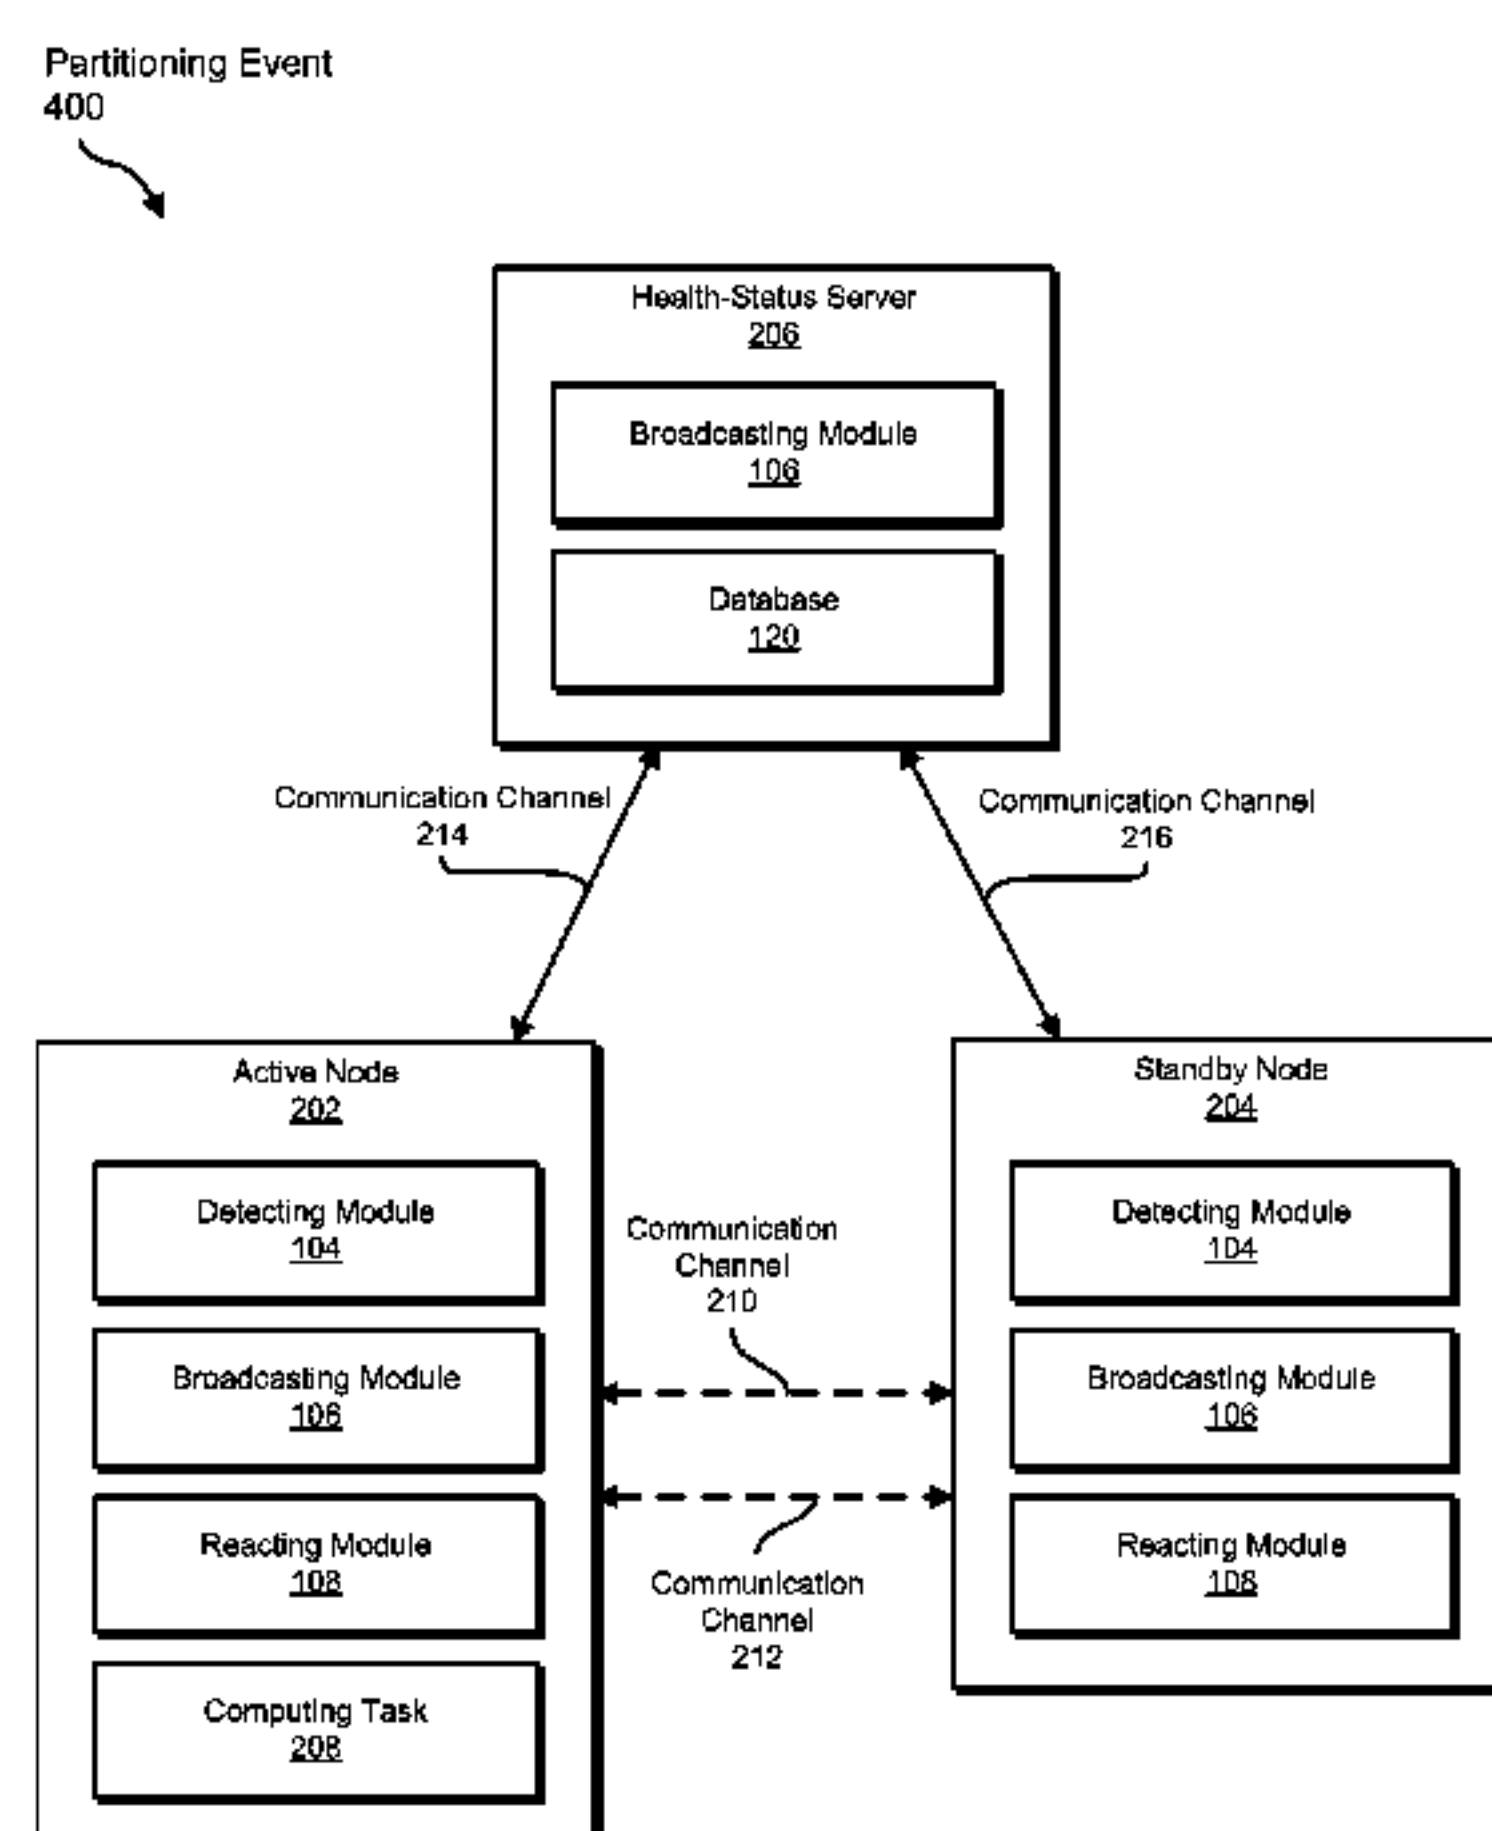 Partitioning Event
400
Health-Status Server
206
Broadcasting Module
106
Database
120
Communication Channel
214
Communication Channel
216
Active Node
202
Detecting Module
104
Broadcasting Module
106
Reacting Module
108
Computing Task
208
Communication
Channel
210
Communication
Channel
212
Standby Node
204
Detecting Module
104
Broadcasting Module
106
Reacting Module
108